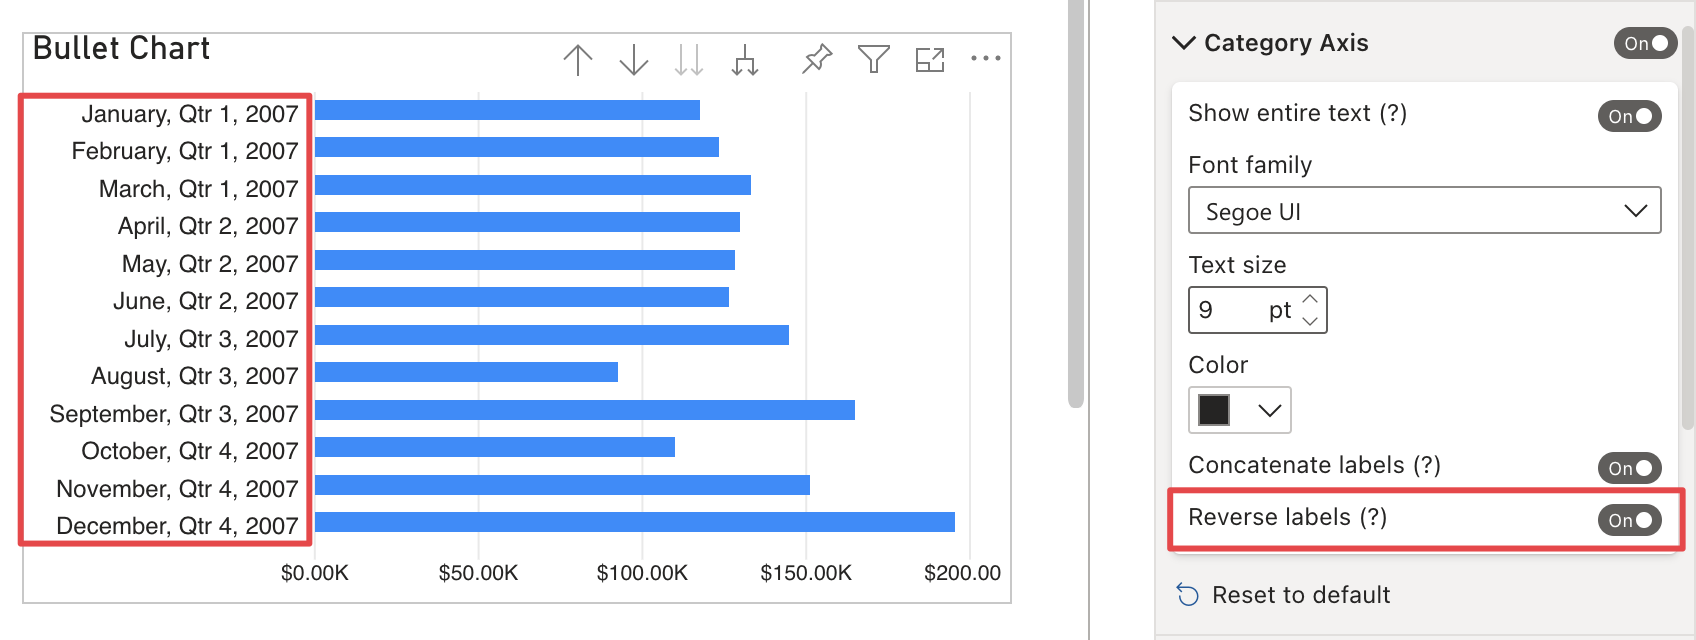 Bullet Chart
January, Qtr 1, 2007
February, Qtr 1, 2007
March, Qtr 1, 2007
April, Qtr 2, 2007
May, Qtr 2, 2007
June, Qtr 2, 2007
July, Qtr 3, 2007
August, Qtr 3, 2007
September, Qtr 3, 2007
October, Qtr 4, 2007
November, Qtr 4, 2007
December, Qtr 4, 2007
$0.00K $50.00K $100.00K $150.00K $200.00
Category Axis On
Show entire text (?) On
Font family
Segoe UI
Text size
9 pt
Color
Concatenate labels (?) On
Reverse labels (?) On
Reset to default